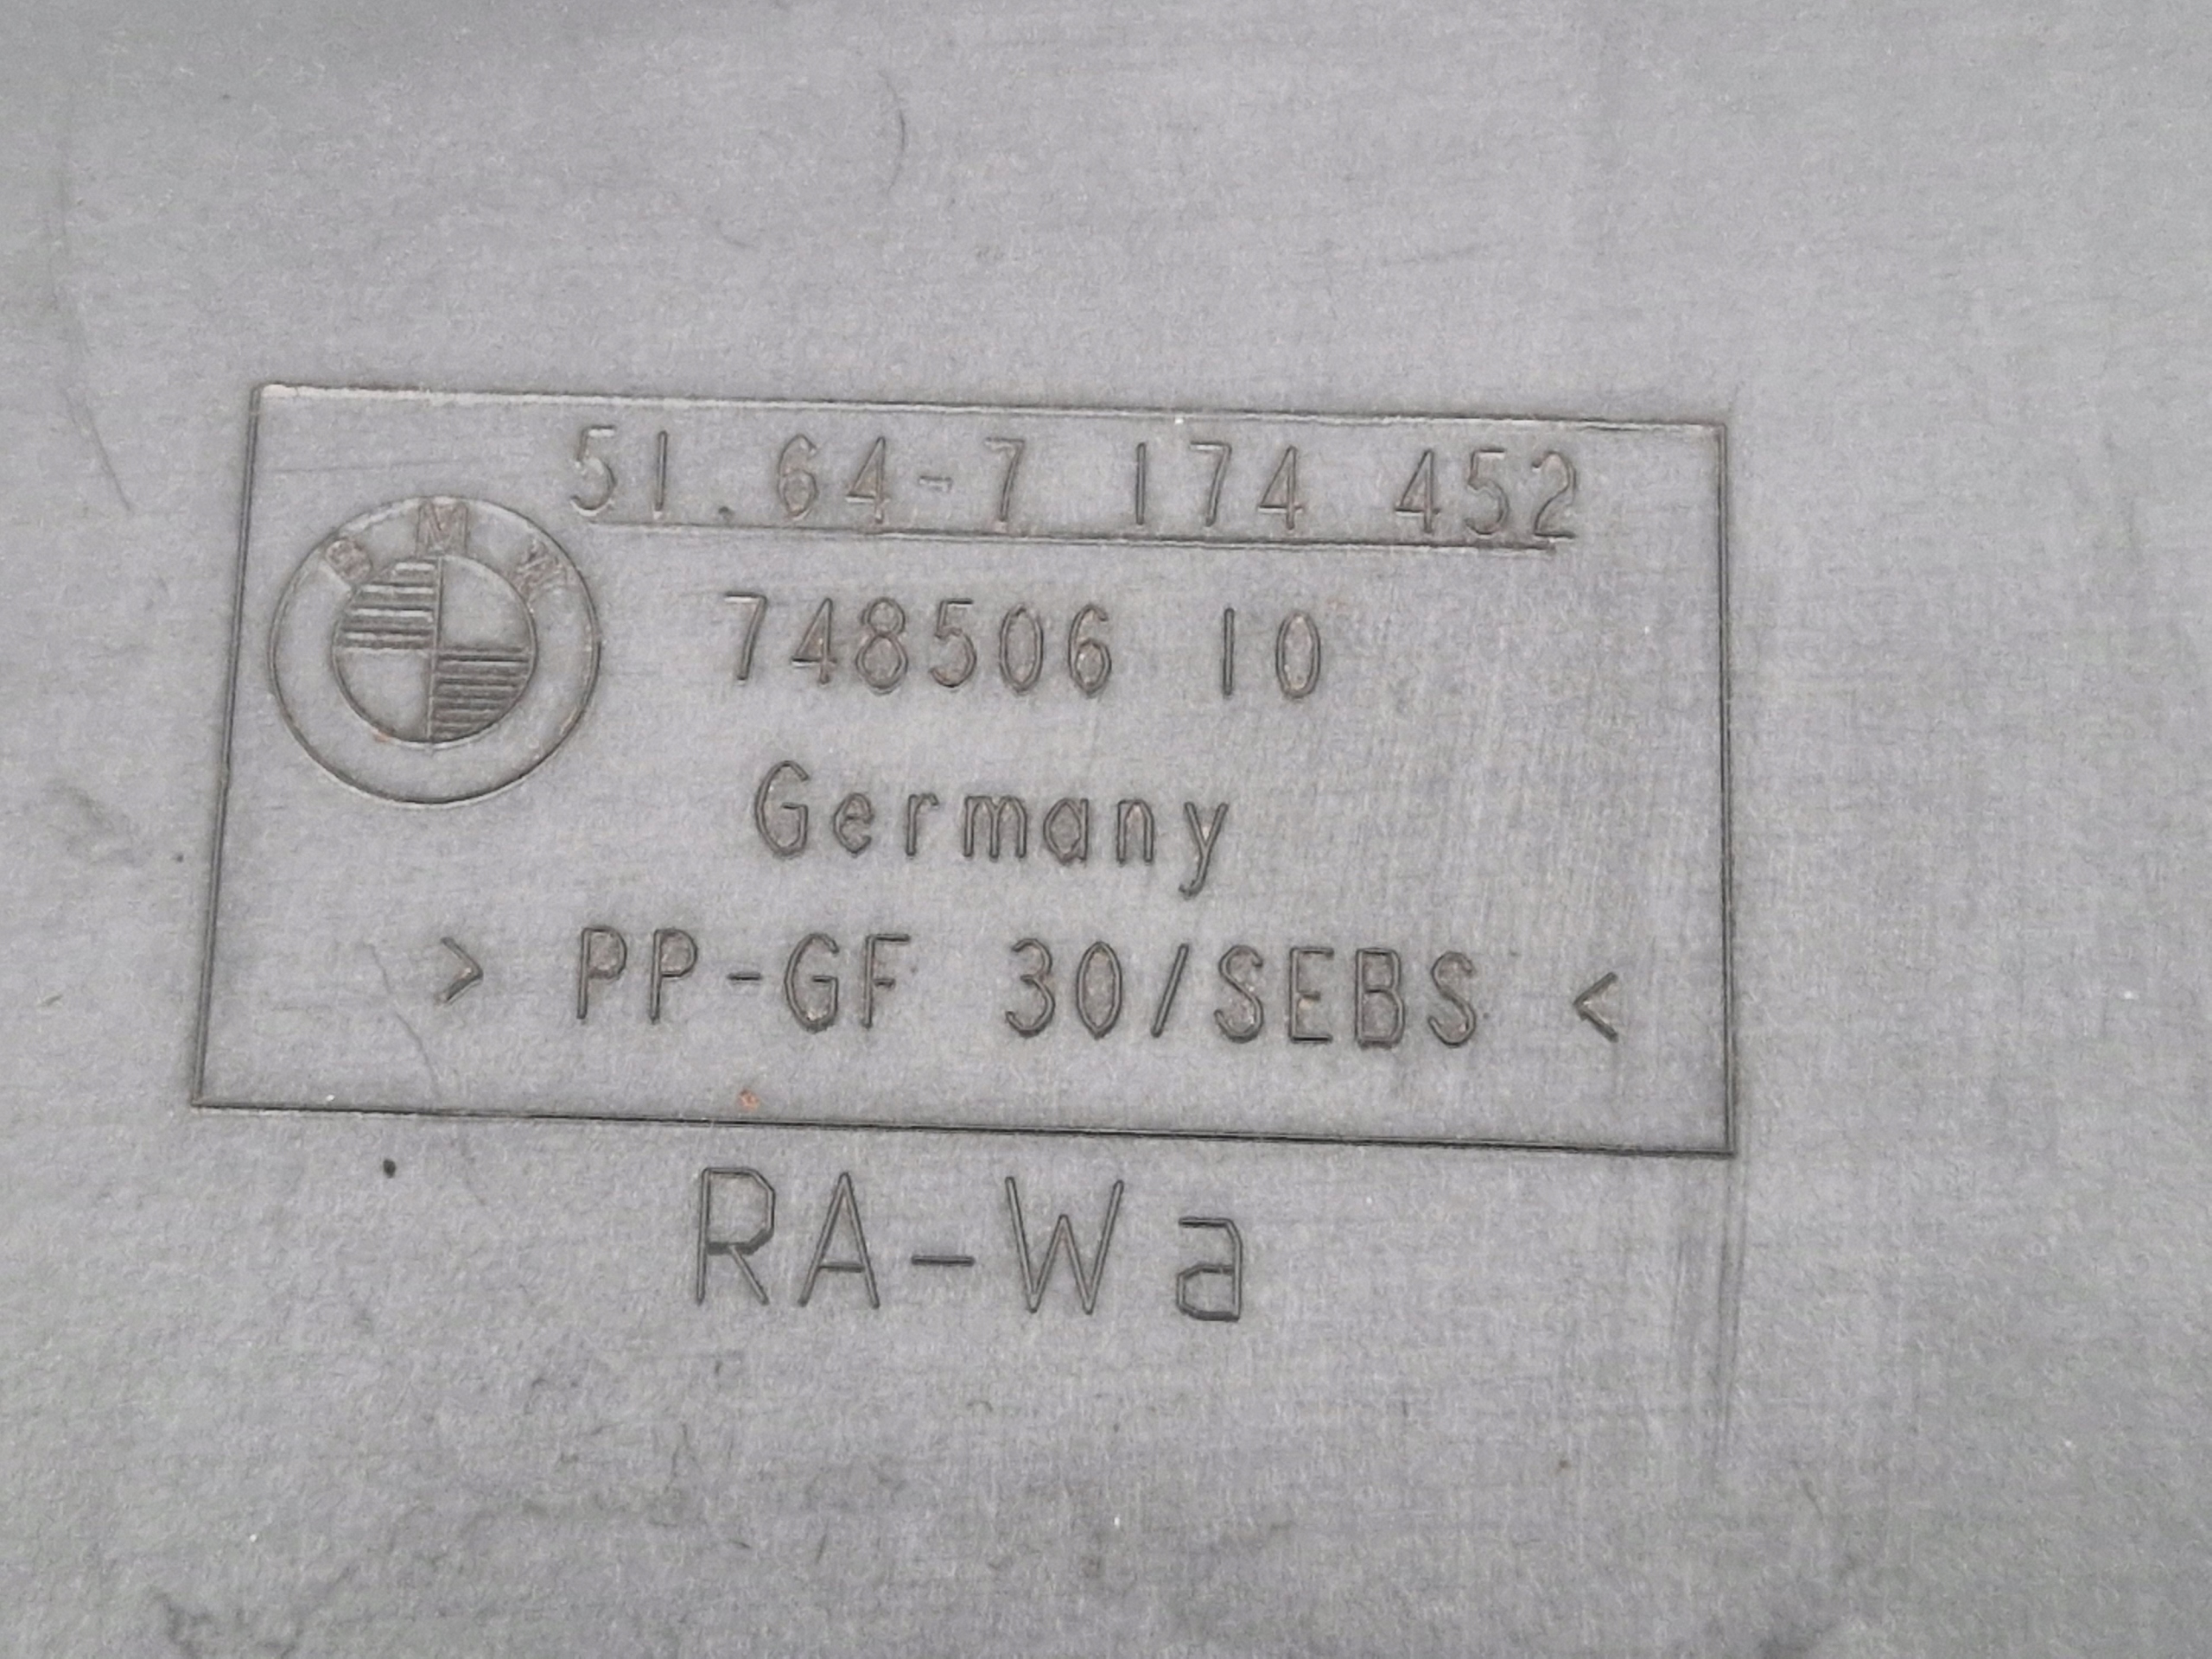 51.64-7 174 452
BMW
748506 10
Germany
> PP-GF 30/SEBS <
RA-Wa